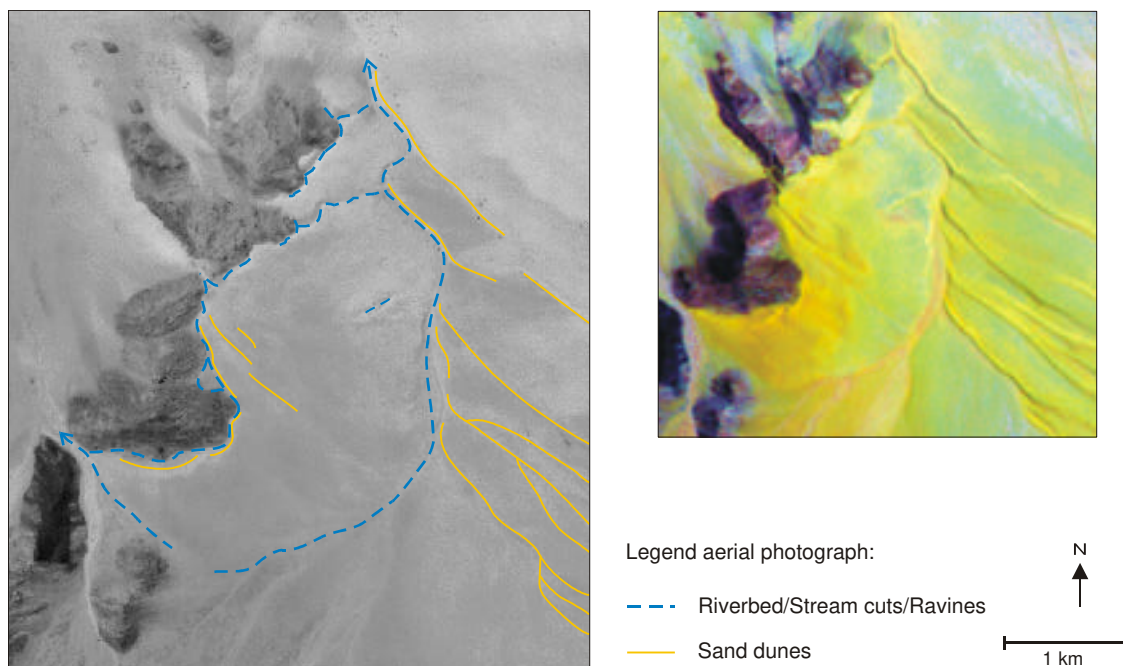 Legend aerial photograph:
N
Riverbed/Stream cuts/Ravines
Sand dunes
1 km